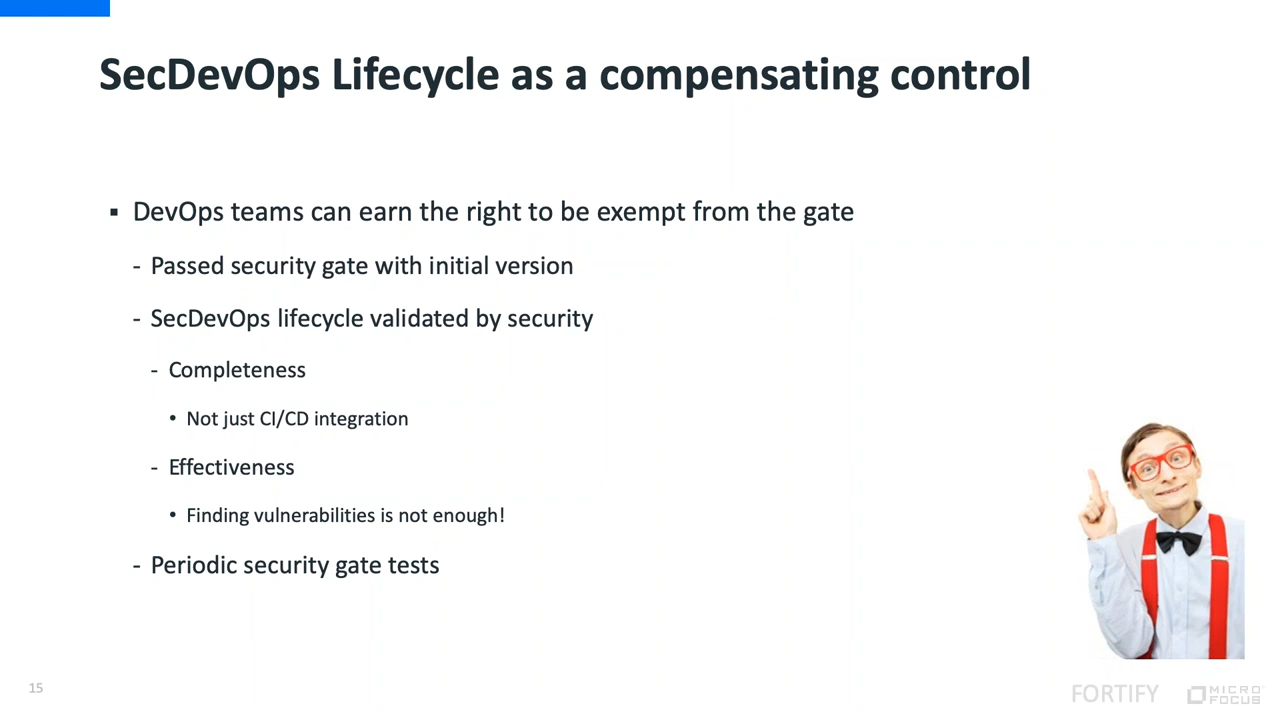 SecDevOps Lifecycle as a compensating control
▪ DevOps teams can earn the right to be exempt from the gate
- Passed security gate with initial version
- SecDevOps lifecycle validated by security
- Completeness
• Not just CI/CD integration
- Effectiveness
• Finding vulnerabilities is not enough!
- Periodic security gate tests
15
FORTIFY
MICRO
FOCUS